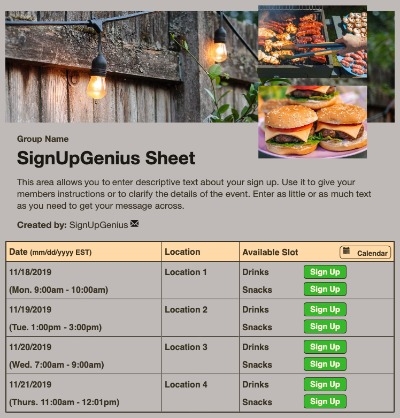 Group Name
SignUpGenius Sheet
This area allows you to enter descriptive text about your sign up. Use it to give your
members instructions or to clarify the details of the event. Enter as little or as much text
as you need to get your message across.
Created by: SignUpGenius
Date (mm/dd/yyyy EST) Location Available Slot Calendar
11/18/2019 Location 1 Drinks Sign Up
(Mon. 9:00am - 10:00am) Snacks Sign Up
11/19/2019 Location 2 Drinks Sign Up
(Tue. 1:00pm - 3:00pm) Snacks Sign Up
11/20/2019 Location 3 Drinks Sign Up
(Wed. 7:00am - 9:00am) Snacks Sign Up
11/21/2019 Location 4 Drinks Sign Up
(Thurs. 11:00am - 12:01pm) Snacks Sign Up